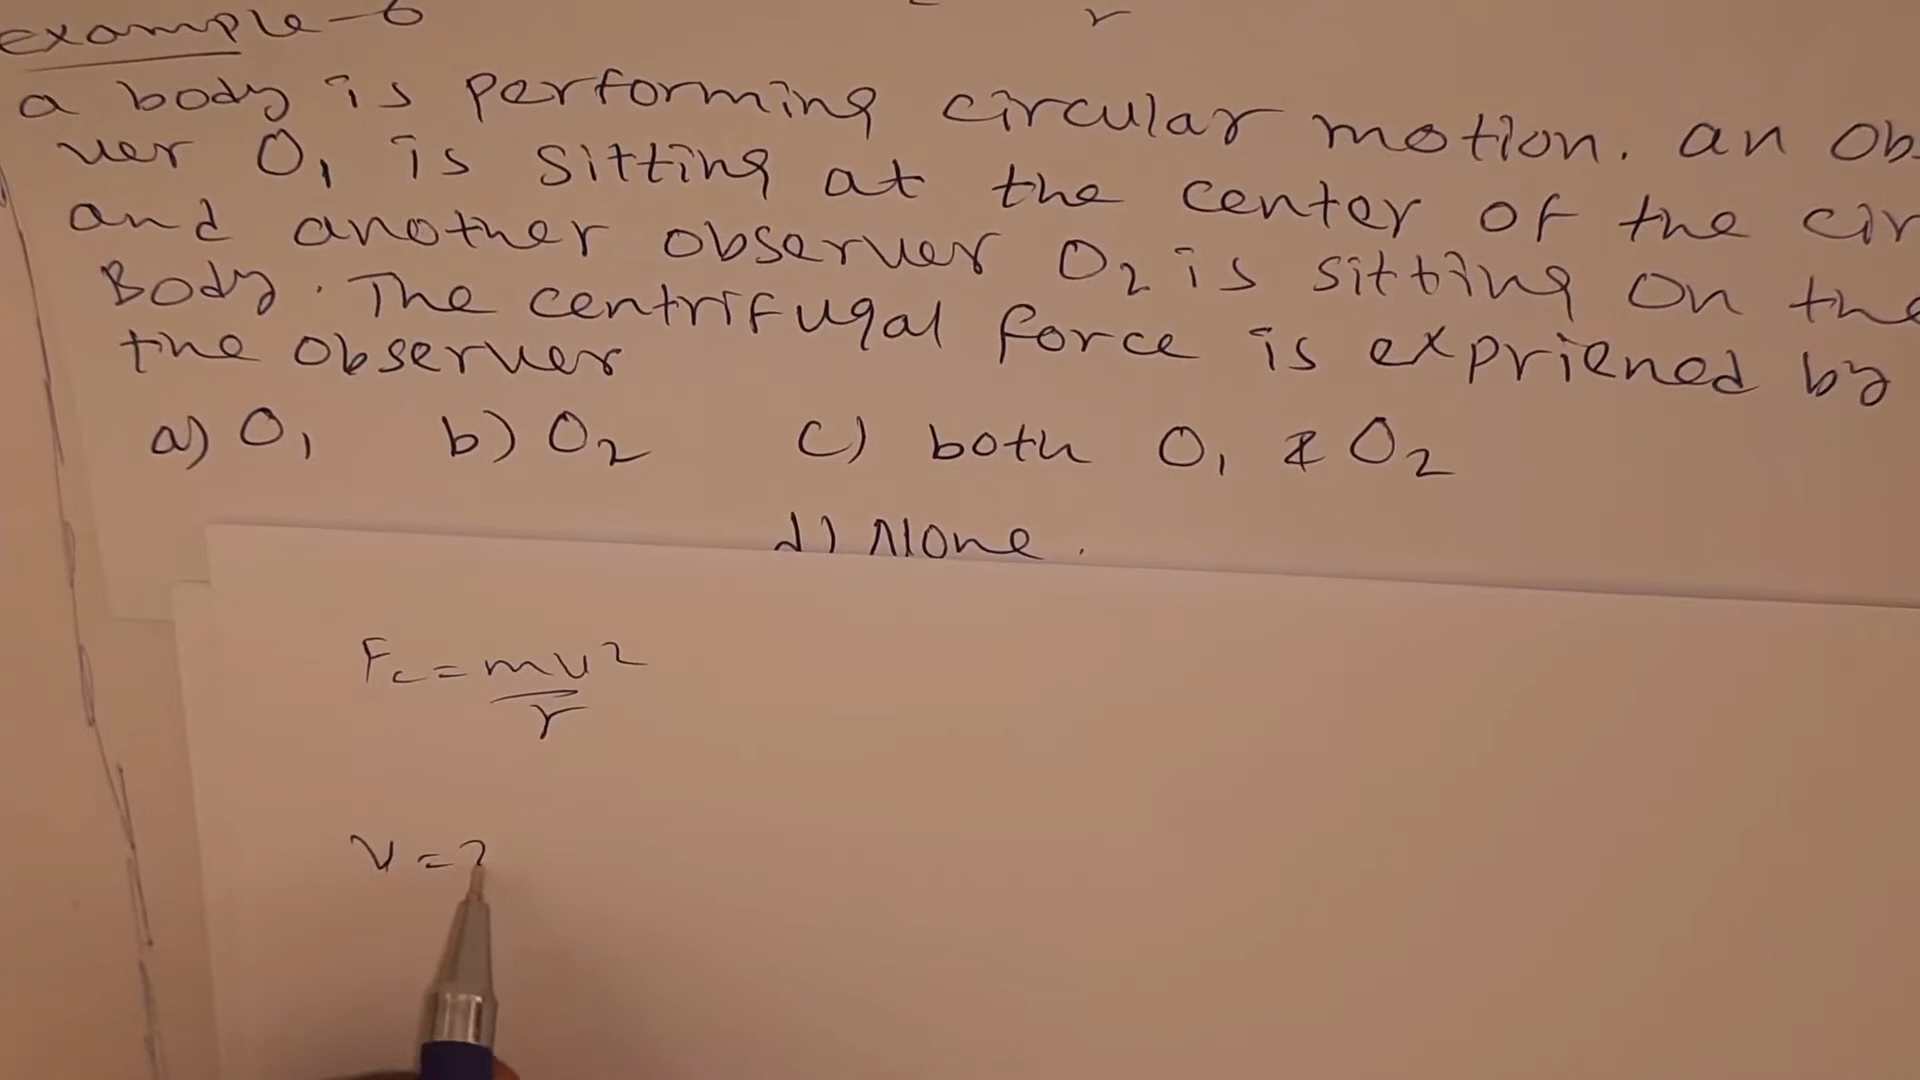 example-6
r
a body is performing circular motion. an Ob
ver O₁ is sitting at the center of the cir
and another observer O₂ is sitting on the
Body. The centrifugal force is expriened by
the observer
a) O₁ b) O₂ c) both O₁ & O₂
d) None.
Fc = mv²
r
v = ?